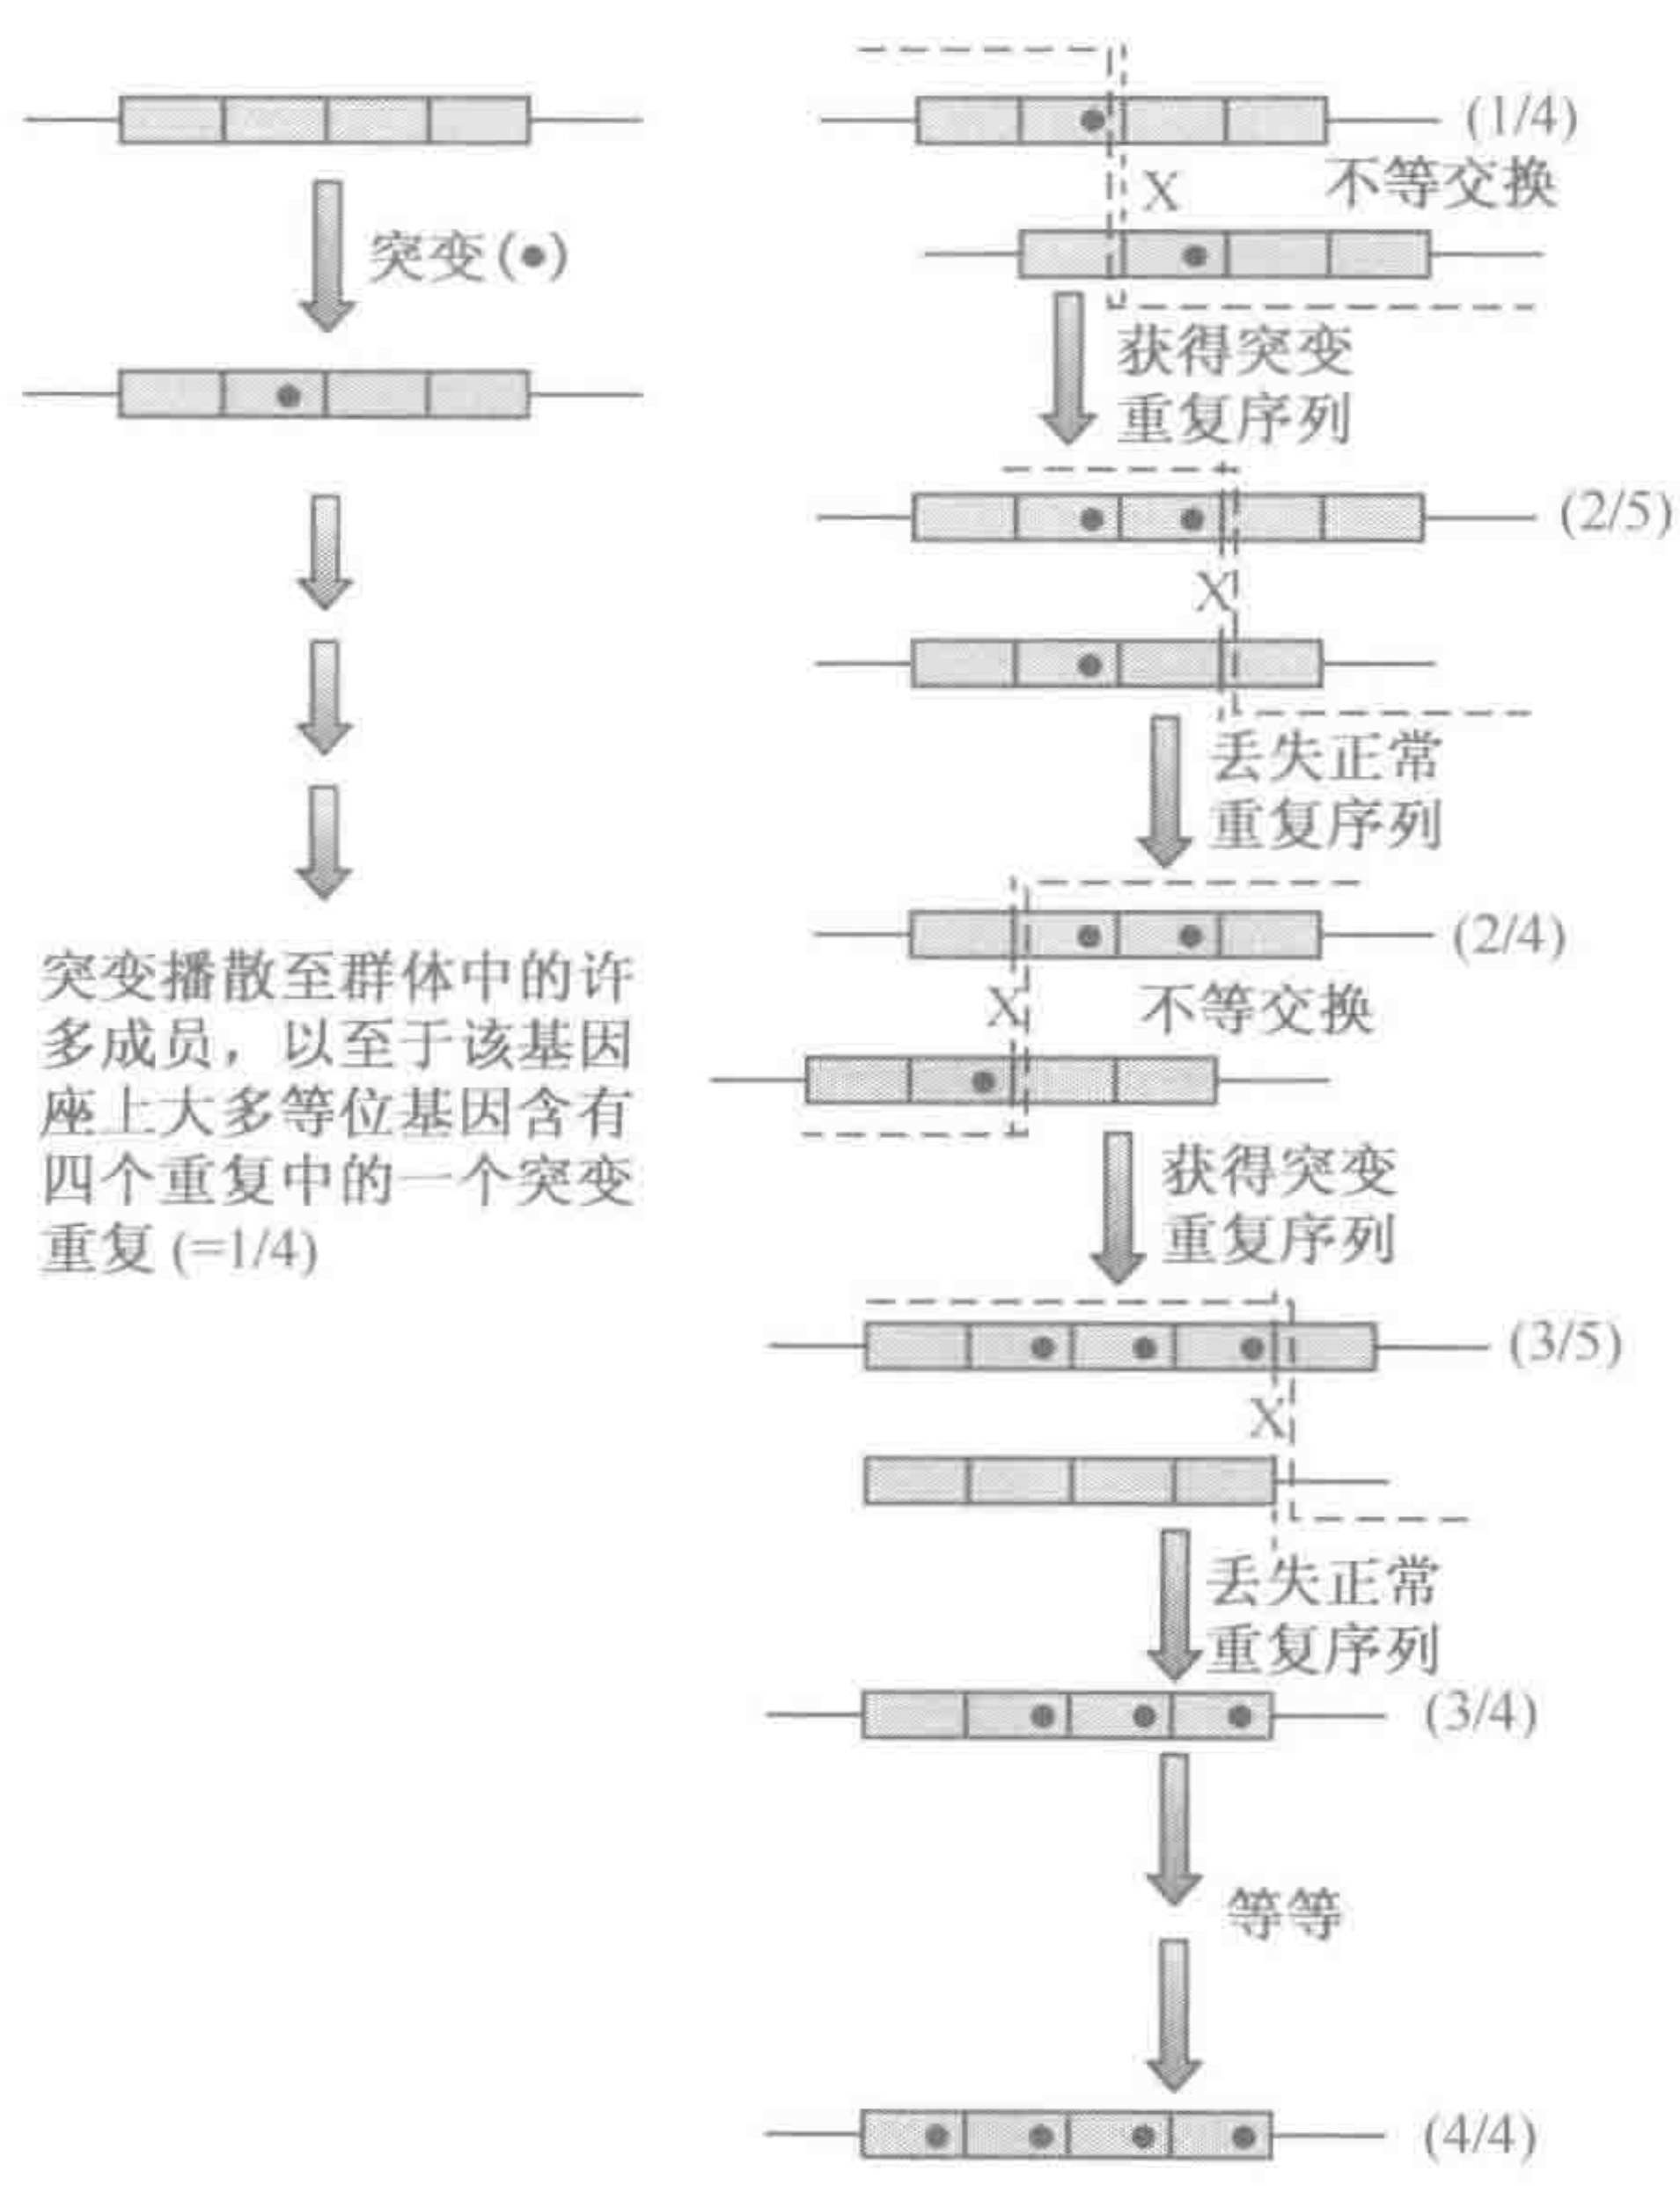 突变(●)
突变播散至群体中的许
多成员，以至于该基因
座上大多等位基因含有
四个重复中的一个突变
重复(=1/4)
(1/4)
X
不等交换
获得突变
重复序列
(2/5)
X
丢失正常
重复序列
(2/4)
X
不等交换
获得突变
重复序列
(3/5)
X
丢失正常
重复序列
(3/4)
等等
(4/4)